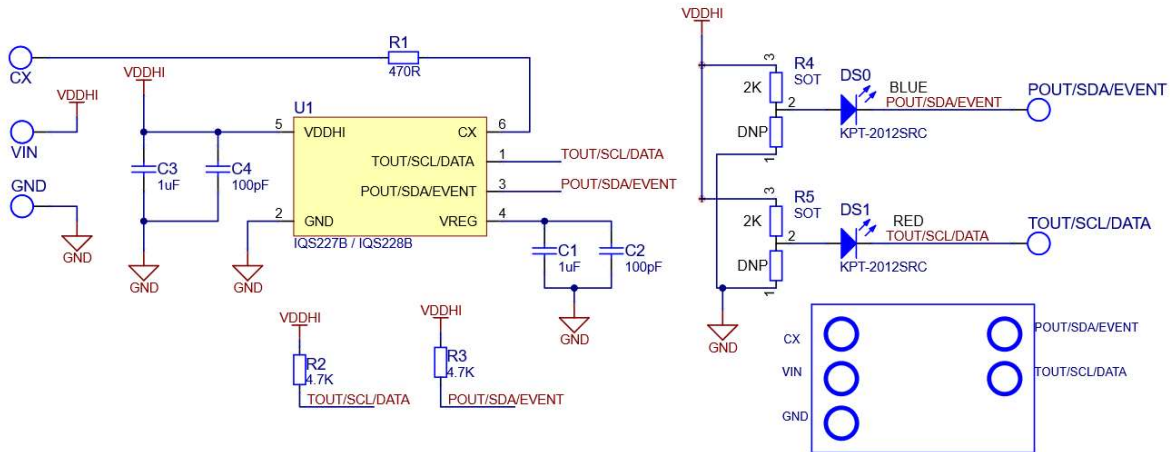 CX
R1
470R
VDDHI
VDDHI
VIN
GND
GND
C3
1uF
C4
100pF
GND
GND
U1
5 VDDHI
CX 6
TOUT/SCL/DATA 1
TOUT/SCL/DATA
POUT/SDA/EVENT 3
POUT/SDA/EVENT
2 GND
VREG 4
IQS227B / IQS228B
C1
1uF
C2
100pF
GND
VDDHI
R2
4.7K
TOUT/SCL/DATA
VDDHI
R3
4.7K
POUT/SDA/EVENT
VDDHI
3
R4
SOT
2K
2
DNP
1
DS0
BLUE
POUT/SDA/EVENT
KPT-2012SRC
POUT/SDA/EVENT
3
R5
SOT
2K
2
DNP
1
DS1
RED
TOUT/SCL/DATA
KPT-2012SRC
TOUT/SCL/DATA
GND
CX
POUT/SDA/EVENT
VIN
TOUT/SCL/DATA
GND